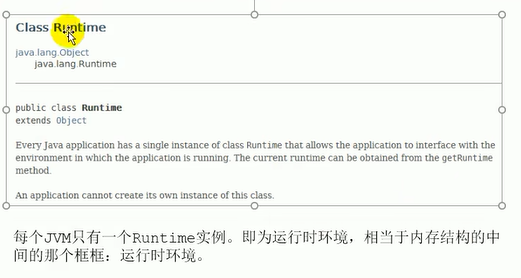 Class Runtime
java.lang.Object
java.lang.Runtime
public class Runtime
extends Object
Every Java application has a single instance of class Runtime that allows the application to interface with the
environment in which the application is running. The current runtime can be obtained from the getRuntime
method.
An application cannot create its own instance of this class.
每个JVM只有一个Runtime实例。即为运行时环境，相当于内存结构的中
间的那个框框：运行时环境。